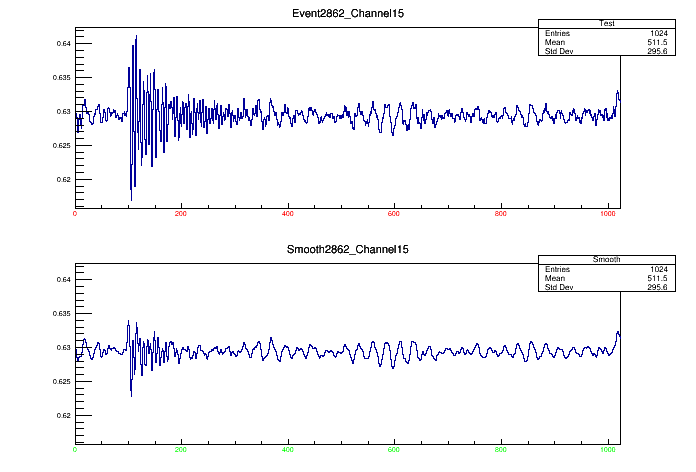 Event2862_Channel15
Test
Entries 1024
Mean 511.5
Std Dev 295.6
0.64
0.635
0.63
0.625
0.62
0 200 400 600 800 1000
Smooth2862_Channel15
Smooth
Entries 1024
Mean 511.5
Std Dev 295.6
0.64
0.635
0.63
0.625
0.62
0 200 400 600 800 1000